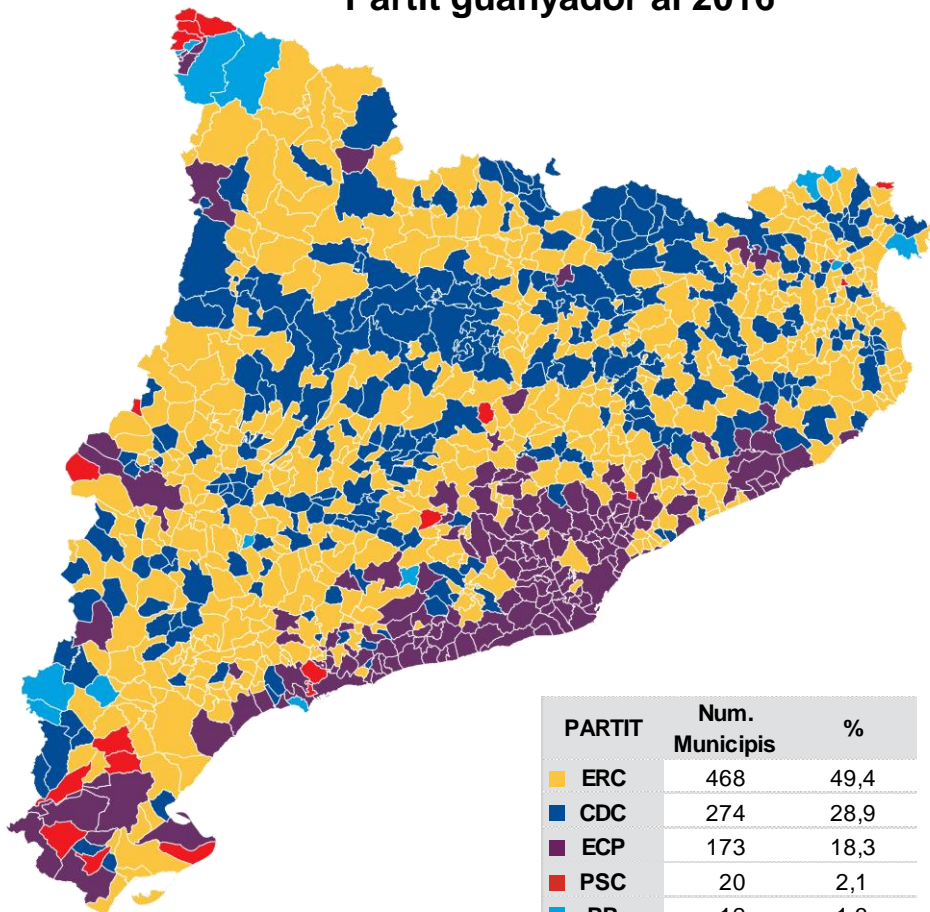 Partit guanyador al 2016
PARTIT Num. Municipis %
ERC 468 49,4
CDC 274 28,9
ECP 173 18,3
PSC 20 2,1